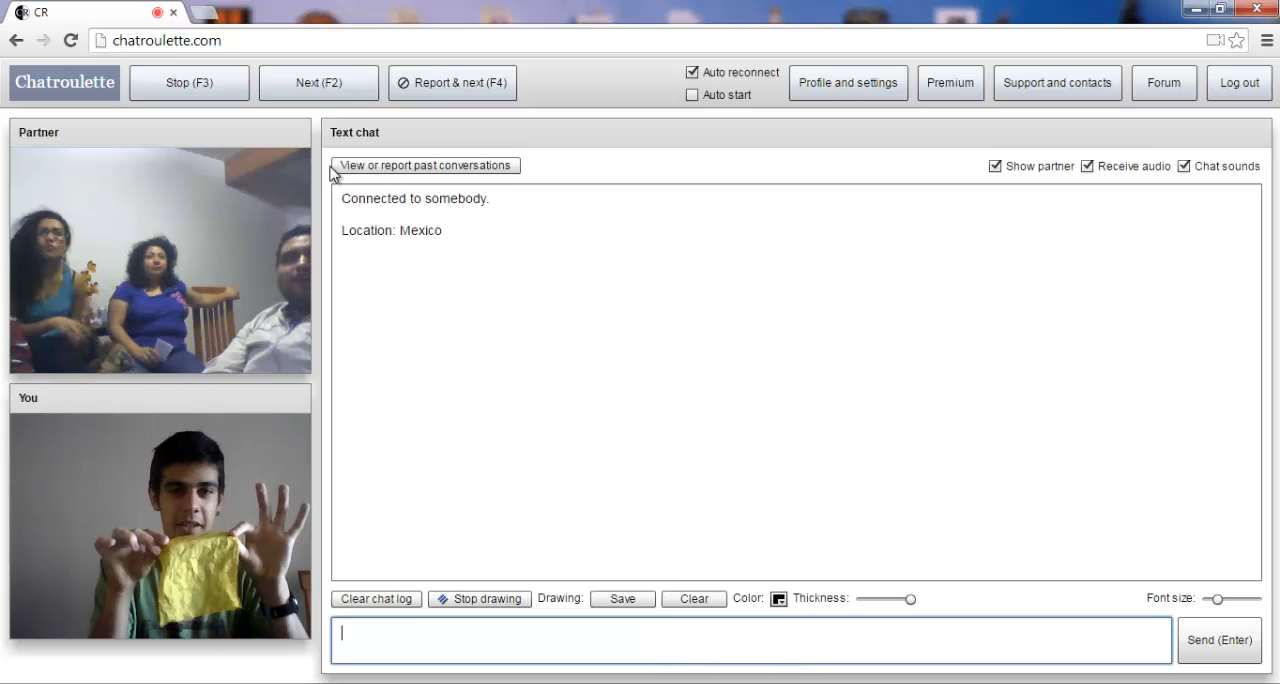 CR
chatroulette.com
Chatroulette
Stop (F3)
Next (F2)
Report & next (F4)
Auto reconnect
Auto start
Profile and settings
Premium
Support and contacts
Forum
Log out
Partner
Text chat
View or report past conversations
Show partner
Receive audio
Chat sounds
Connected to somebody.
Location: Mexico
You
Clear chat log
Stop drawing
Drawing:
Save
Clear
Color:
Thickness:
Font size:
Send (Enter)